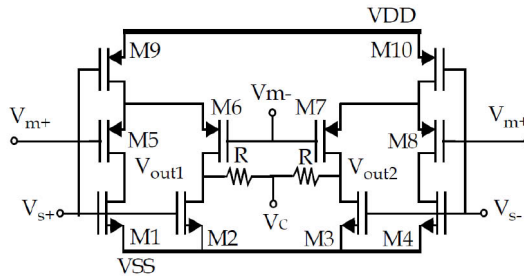 VDD
M9
M10
Vm-
Vm+
M6
M7
Vm+
M5
M8
R
R
Vout1
Vout2
Vs+
Vs-
VC
M1
M2
M3
M4
VSS